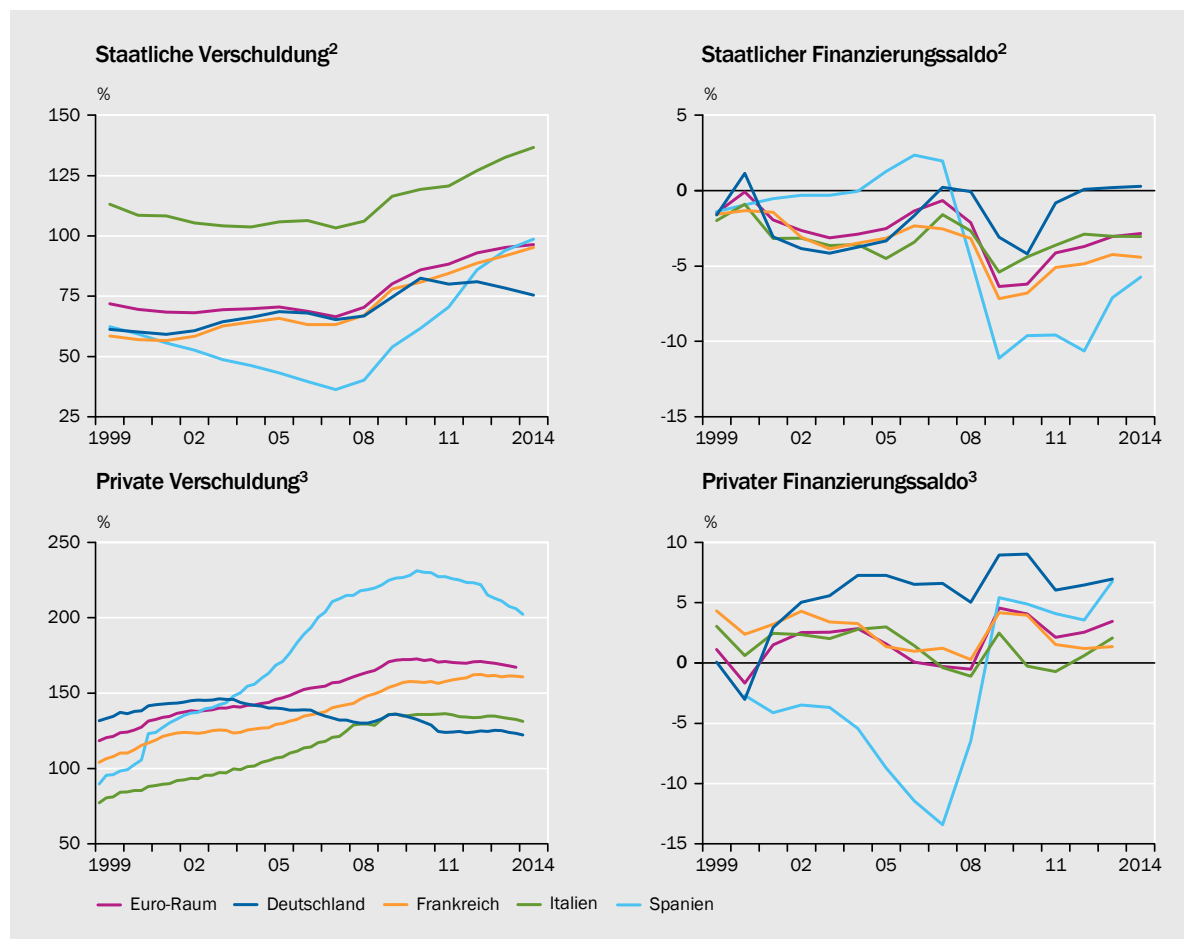 Staatliche Verschuldung²
%
150
125
100
75
50
25
1999 02 05 08 11 2014
Staatlicher Finanzierungssaldo²
%
5
0
-5
-10
-15
1999 02 05 08 11 2014
Private Verschuldung³
%
250
200
150
100
50
1999 02 05 08 11 2014
Privater Finanzierungssaldo³
%
10
5
0
-5
-10
-15
1999 02 05 08 11 2014
Euro-Raum Deutschland Frankreich Italien Spanien